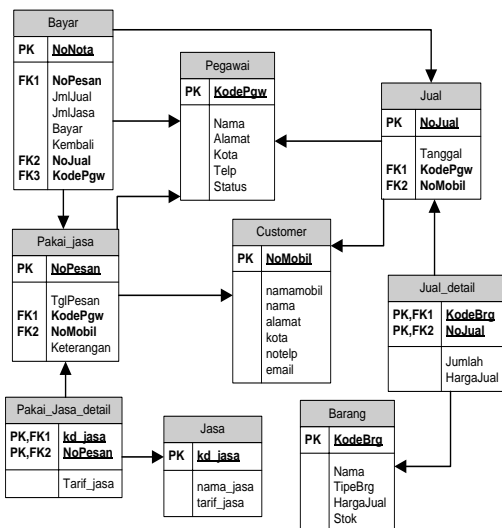 Bayar
PK NoNota
FK1 NoPesan
JmlJual
JmlJasa
Bayar
Kembali
FK2 NoJual
FK3 KodePgw
Pegawai
PK KodePgw
Nama
Alamat
Kota
Telp
Status
Jual
PK NoJual
Tanggal
FK1 KodePgw
FK2 NoMobil
Pakai_jasa
PK NoPesan
TglPesan
FK1 KodePgw
FK2 NoMobil
Keterangan
Customer
PK NoMobil
namamobil
nama
alamat
kota
notelp
email
Jual_detail
PK,FK1 KodeBrg
PK,FK2 NoJual
Jumlah
HargaJual
Pakai_Jasa_detail
PK,FK1 kd_jasa
PK,FK2 NoPesan
Tarif_jasa
Jasa
PK kd_jasa
nama_jasa
tarif_jasa
Barang
PK KodeBrg
Nama
TipeBrg
HargaJual
Stok